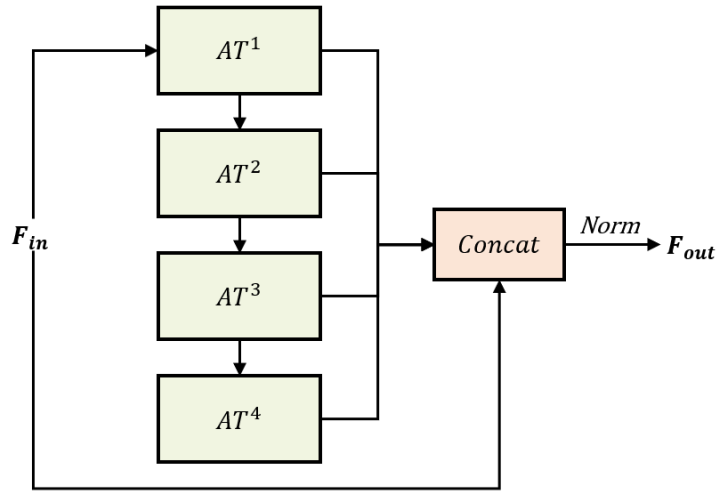 AT¹
AT²
F_in
Concat
Norm
F_out
AT³
AT⁴